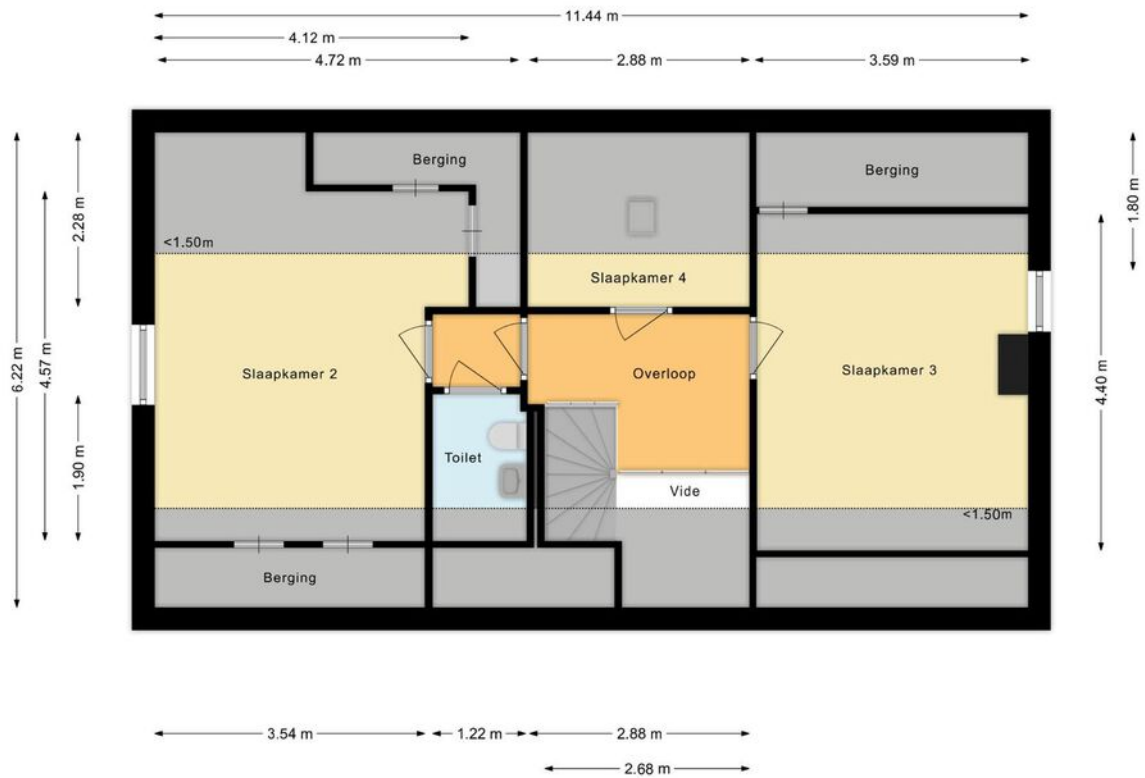 11.44 m
4.12 m
4.72 m
2.88 m
3.59 m
Berging
Berging
<1.50m
Slaapkamer 4
Slaapkamer 2
Overloop
Slaapkamer 3
Toilet
Vide
<1.50m
Berging
6.22 m
4.57 m
2.28 m
1.90 m
1.80 m
4.40 m
3.54 m
1.22 m
2.88 m
2.68 m